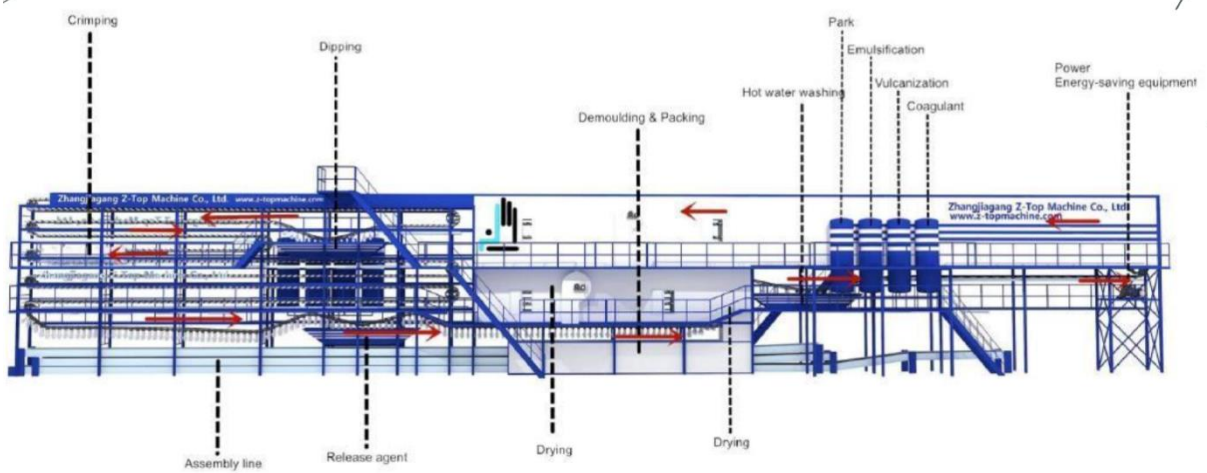 Crimping
Dipping
Park
Emulsification
Power
Energy-saving equipment
Vulcanization
Hot water washing
Coagulant
Demoulding & Packing
Zhangjiagang Z-Top Machine Co., Ltd. www.z-topmachine.com
Zhangjiagang Z-Top Machine Co., Ltd.
www.z-topmachine.com
Drying
Drying
Release agent
Assembly line